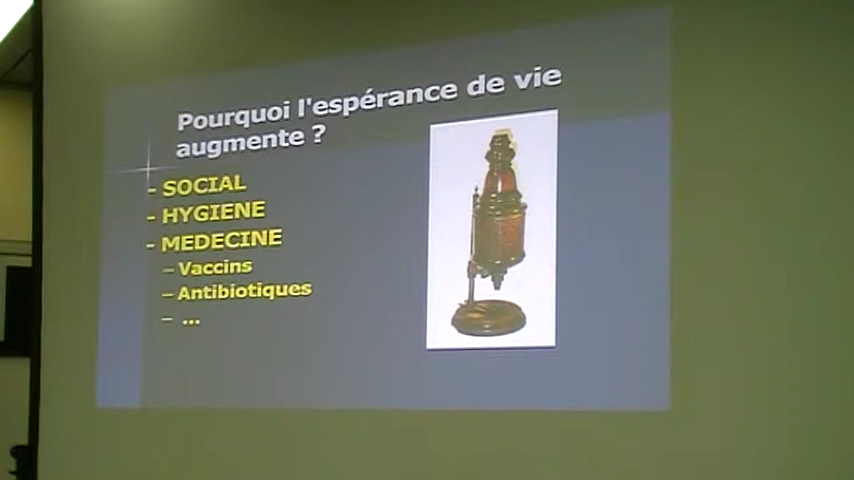 Pourquoi l'espérance de vie
augmente ?
- SOCIAL
- HYGIENE
- MEDECINE
– Vaccins
– Antibiotiques
– ...